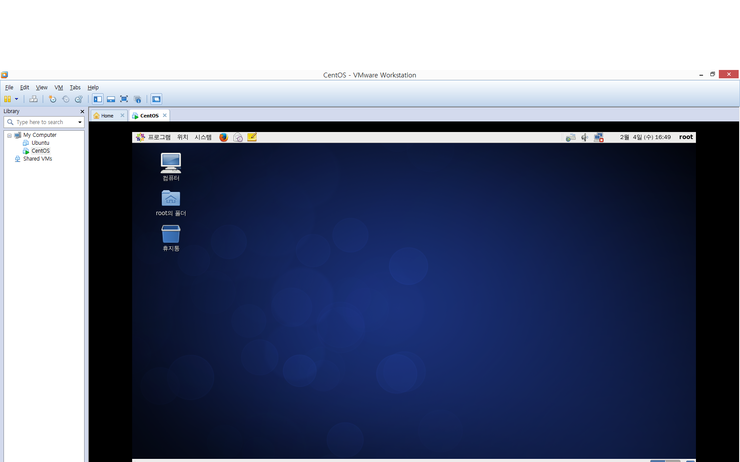 CentOS - VMware Workstation
File Edit View VM Tabs Help
Library
Home
CentOS
Type here to search
My Computer
Ubuntu
CentOS
Shared VMs
프로그램 위치 시스템
2월 4일 (수) 16:49 root
컴퓨터
root의 폴더
휴지통